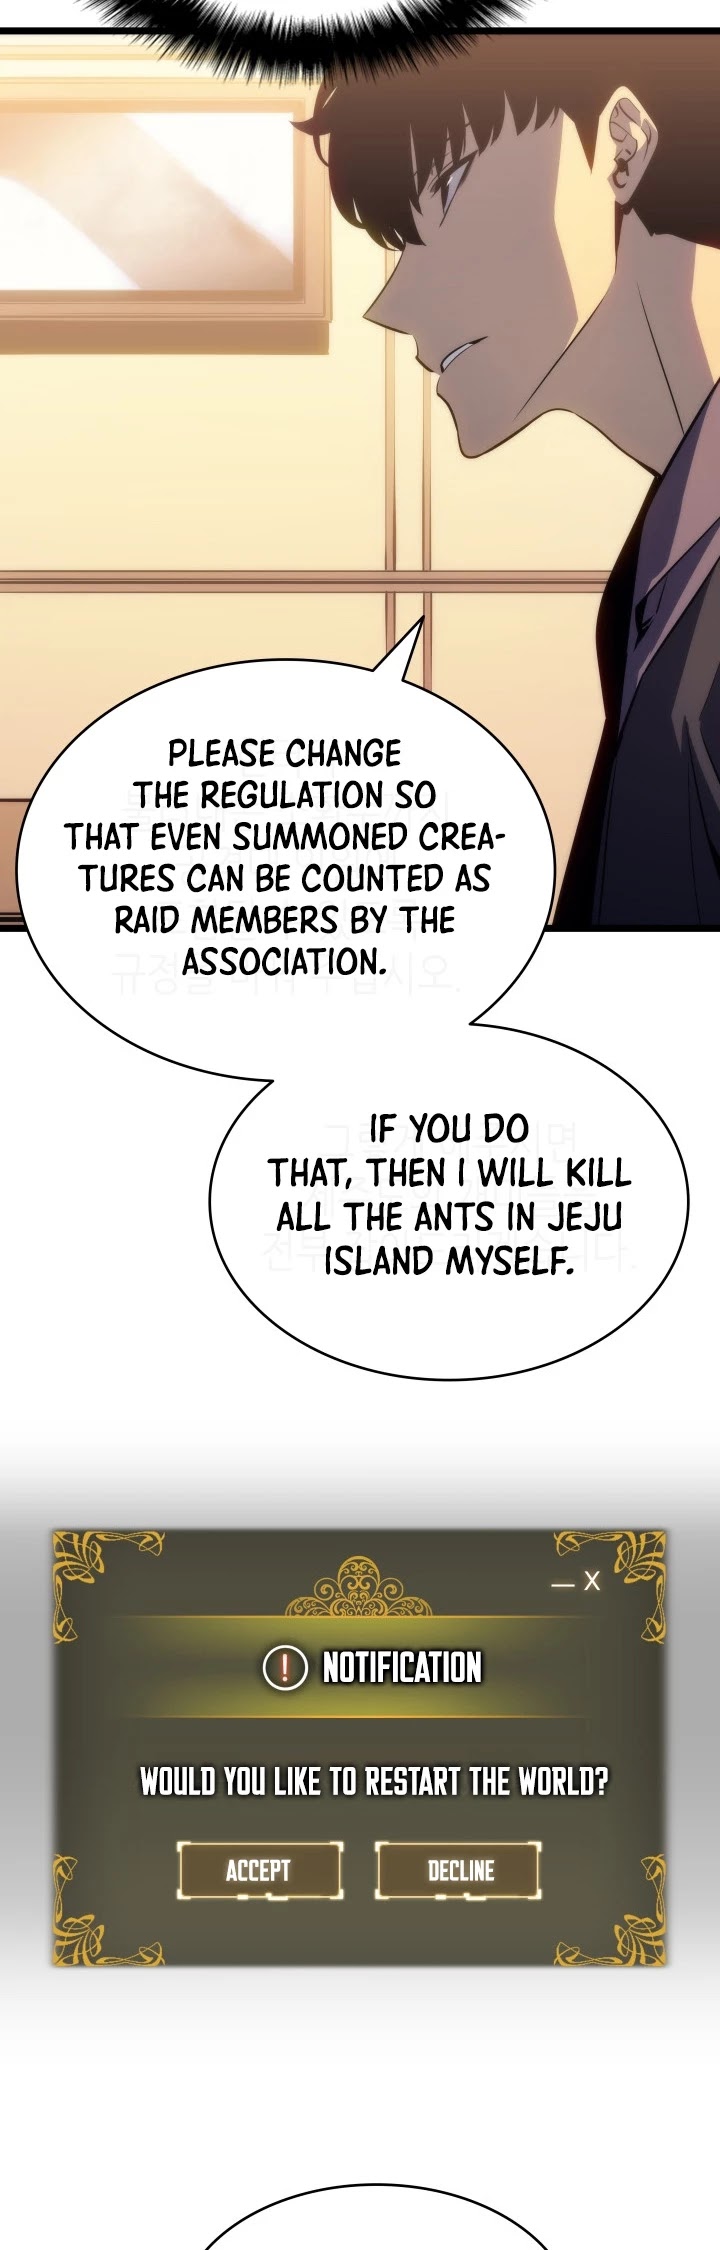 PLEASE CHANGE
THE REGULATION SO
THAT EVEN SUMMONED CREA-
TURES CAN BE COUNTED AS
RAID MEMBERS BY THE
ASSOCIATION.
IF YOU DO
THAT, THEN I WILL KILL
ALL THE ANTS IN JEJU
ISLAND MYSELF.
— X
! NOTIFICATION
WOULD YOU LIKE TO RESTART THE WORLD?
ACCEPT DECLINE